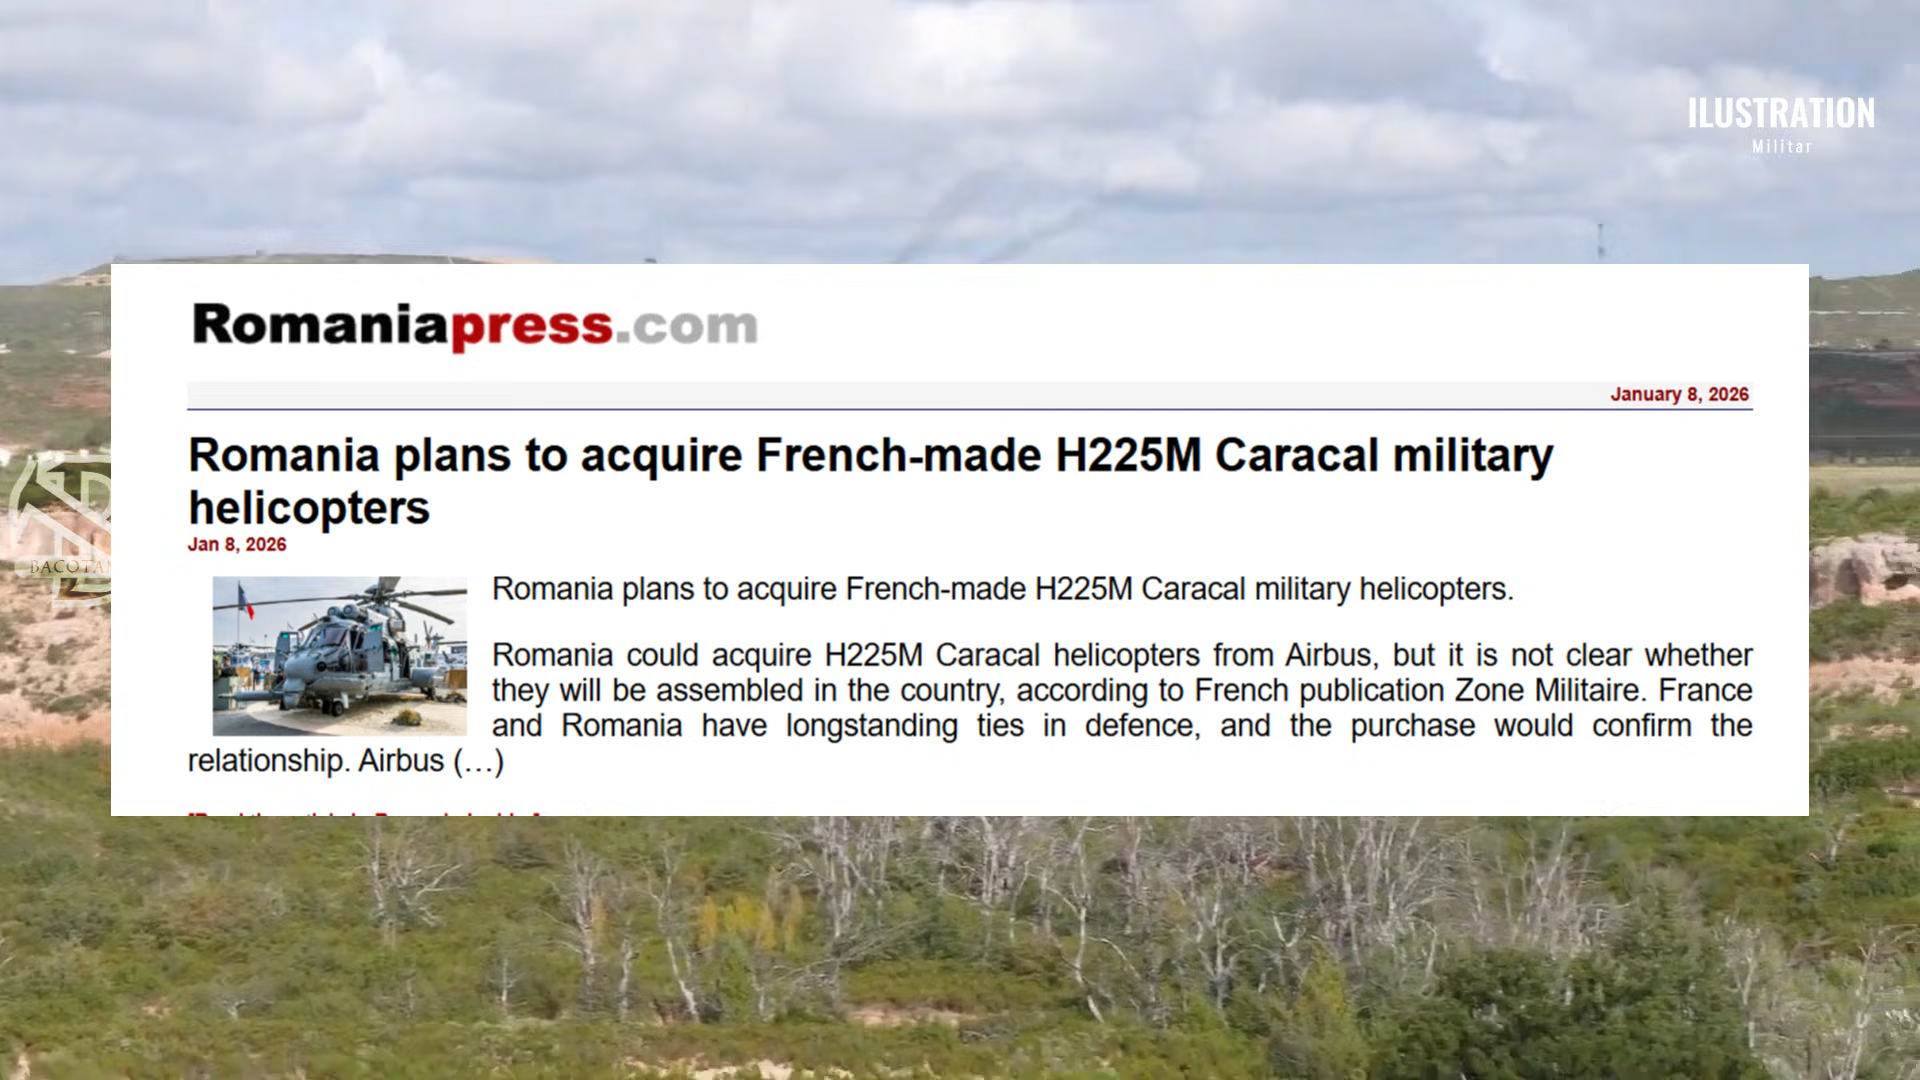 ILUSTRATION
Militar
Romaniapress.com
January 8, 2026
Romania plans to acquire French-made H225M Caracal military
helicopters
Jan 8, 2026
Romania plans to acquire French-made H225M Caracal military helicopters.
Romania could acquire H225M Caracal helicopters from Airbus, but it is not clear whether
they will be assembled in the country, according to French publication Zone Militaire. France
and Romania have longstanding ties in defence, and the purchase would confirm the
relationship. Airbus (…)